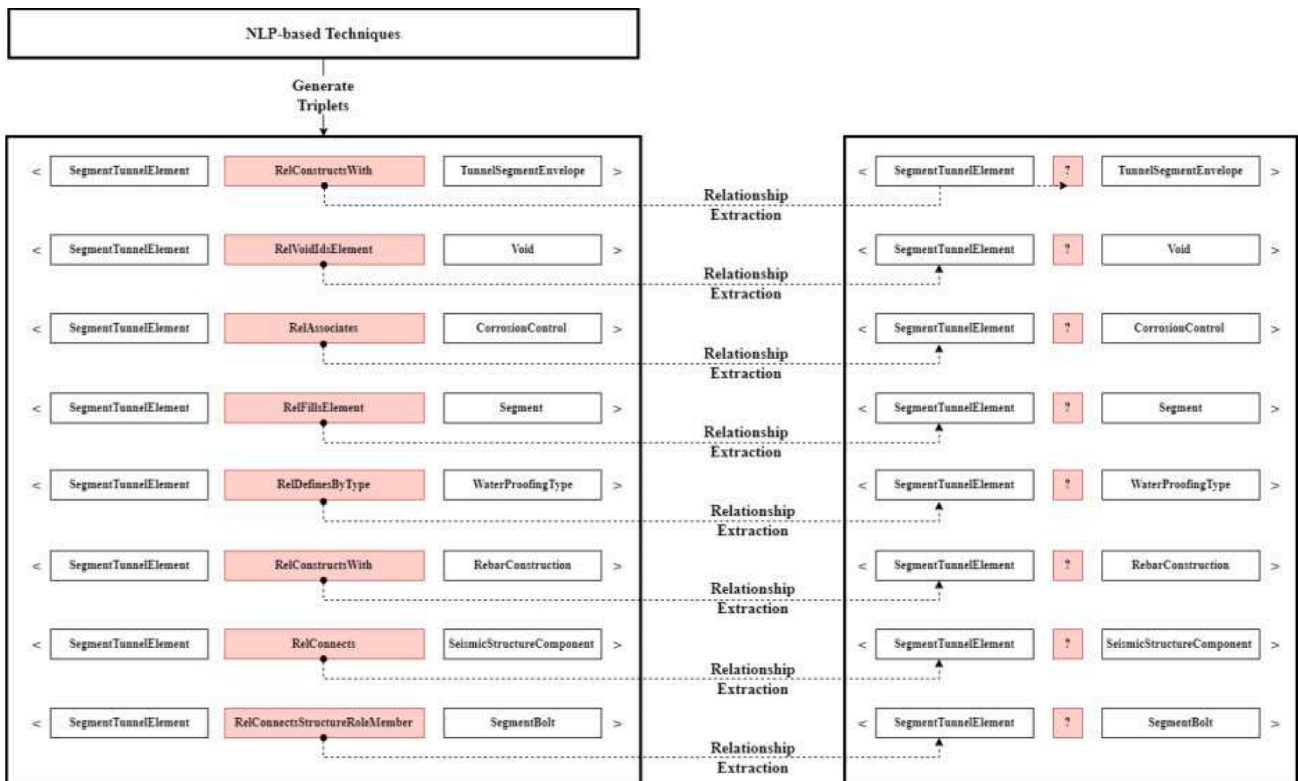 NLP-based Techniques
Generate
Triplets
< SegmentTunnelElement RelConstructsWith TunnelSegmentEnvelope > < SegmentTunnelElement ? TunnelSegmentEnvelope >
Relationship
Extraction
< SegmentTunnelElement RelVoidIdsElement Void > < SegmentTunnelElement ? Void >
Relationship
Extraction
< SegmentTunnelElement RelAssociates CorrosionControl > < SegmentTunnelElement ? CorrosionControl >
Relationship
Extraction
< SegmentTunnelElement RelFillsElement Segment > < SegmentTunnelElement ? Segment >
Relationship
Extraction
< SegmentTunnelElement RelDefinesByType WaterProofingType > < SegmentTunnelElement ? WaterProofingType >
Relationship
Extraction
< SegmentTunnelElement RelConstructsWith RebarConstruction > < SegmentTunnelElement ? RebarConstruction >
Relationship
Extraction
< SegmentTunnelElement RelConnects SeismicStructureComponent > < SegmentTunnelElement ? SeismicStructureComponent >
Relationship
Extraction
< SegmentTunnelElement RelConnectsStructureRoleMember SegmentBolt > < SegmentTunnelElement ? SegmentBolt >
Relationship
Extraction